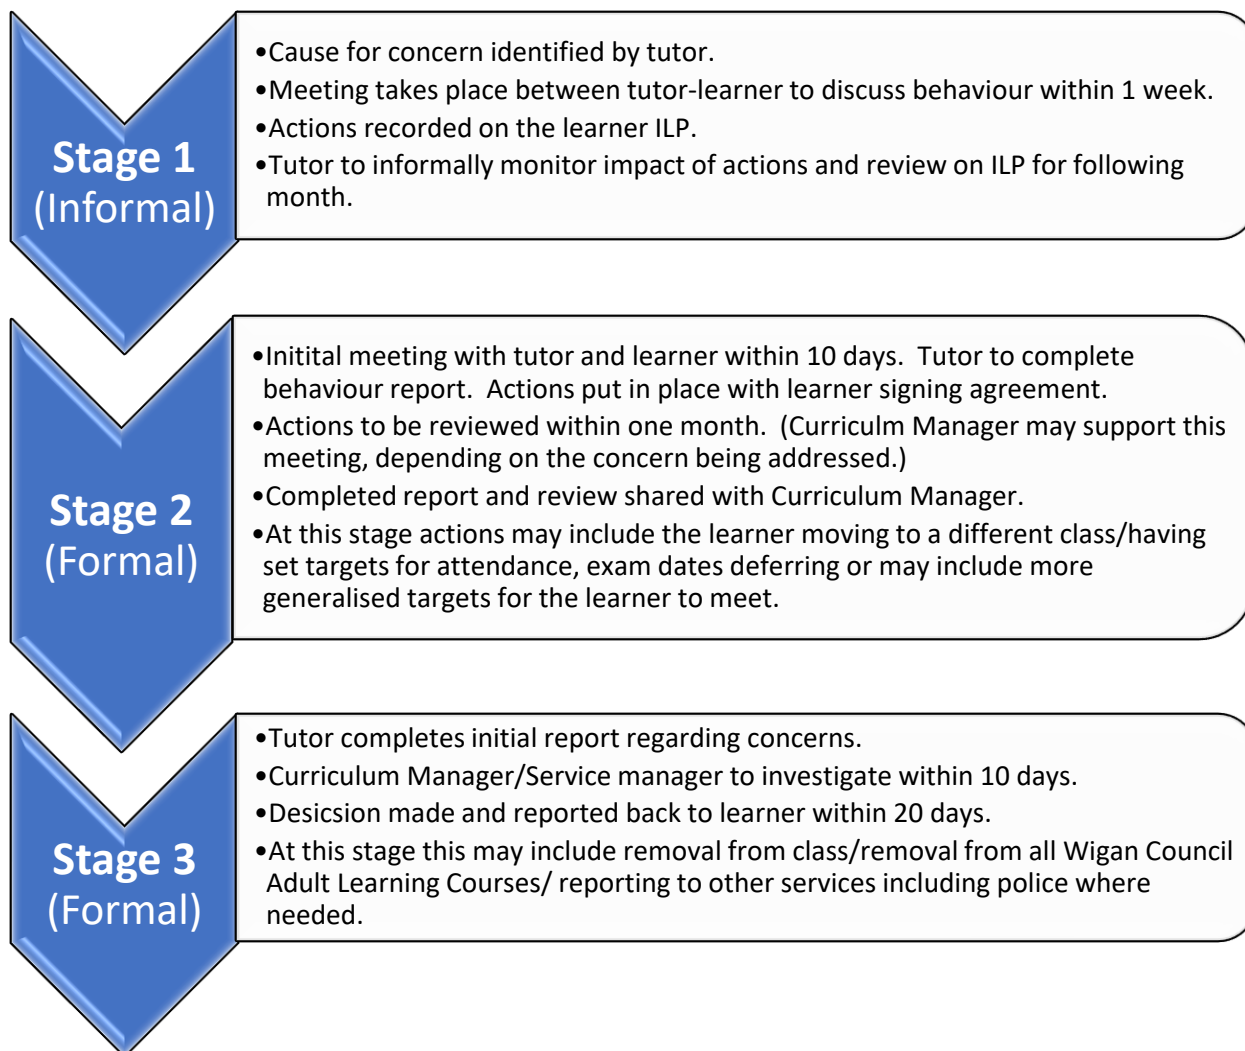 Stage 1
(Informal)
•Cause for concern identified by tutor.
•Meeting takes place between tutor-learner to discuss behaviour within 1 week.
•Actions recorded on the learner ILP.
•Tutor to informally monitor impact of actions and review on ILP for following
month.
Stage 2
(Formal)
•Initital meeting with tutor and learner within 10 days.  Tutor to complete
behaviour report.  Actions put in place with learner signing agreement.
•Actions to be reviewed within one month.  (Curriculm Manager may support this
meeting, depending on the concern being addressed.)
•Completed report and review shared with Curriculum Manager.
•At this stage actions may include the learner moving to a different class/having
set targets for attendance, exam dates deferring or may include more
generalised targets for the learner to meet.
Stage 3
(Formal)
•Tutor completes initial report regarding concerns.
•Curriculum Manager/Service manager to investigate within 10 days.
•Desicsion made and reported back to learner within 20 days.
•At this stage this may include removal from class/removal from all Wigan Council
Adult Learning Courses/ reporting to other services including police where
needed.